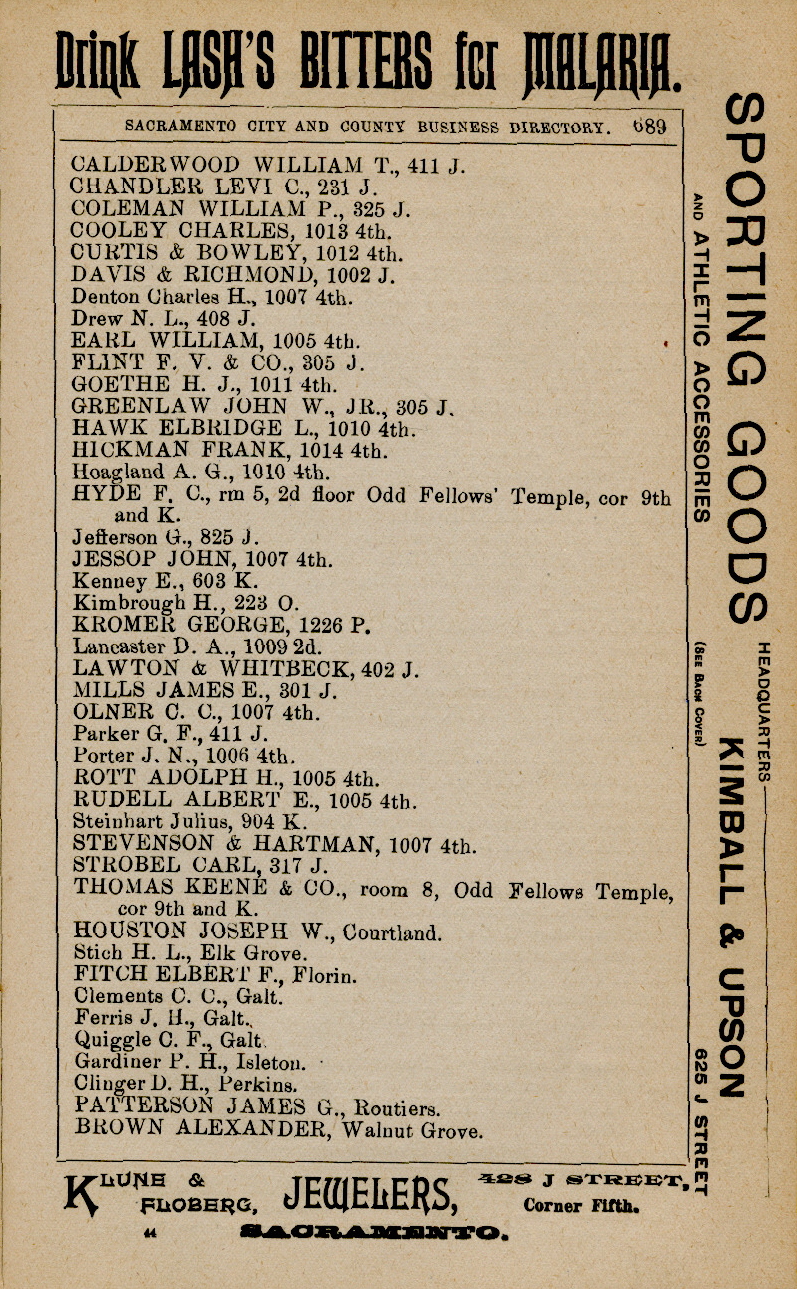 Drink LASH'S BITTERS for MALARIA.
SACRAMENTO CITY AND COUNTY BUSINESS DIRECTORY. 689
CALDERWOOD WILLIAM T., 411 J.
CHANDLER LEVI C., 231 J.
COLEMAN WILLIAM P., 325 J.
COOLEY CHARLES, 1013 4th.
CURTIS & BOWLEY, 1012 4th.
DAVIS & RICHMOND, 1002 J.
Denton Charles H., 1007 4th.
Drew N. L., 408 J.
EARL WILLIAM, 1005 4th.
FLINT F. V. & CO., 305 J.
GOETHE H. J., 1011 4th.
GREENLAW JOHN W., JR., 305 J.
HAWK ELBRIDGE L., 1010 4th.
HICKMAN FRANK, 1014 4th.
Hoagland A. G., 1010 4th.
HYDE F. C., rm 5, 2d floor Odd Fellows' Temple, cor 9th
and K.
Jefferson G., 825 J.
JESSOP JOHN, 1007 4th.
Kenney E., 603 K.
Kimbrough H., 223 O.
KROMER GEORGE, 1226 P.
Lancaster D. A., 1009 2d.
LAWTON & WHITBECK, 402 J.
MILLS JAMES E., 301 J.
OLNER C. C., 1007 4th.
Parker G. F., 411 J.
Porter J. N., 1006 4th.
ROTT ADOLPH H., 1005 4th.
RUDELL ALBERT E., 1005 4th.
Steinhart Julius, 904 K.
STEVENSON & HARTMAN, 1007 4th.
STROBEL CARL, 317 J.
THOMAS KEENE & CO., room 8, Odd Fellows Temple,
cor 9th and K.
HOUSTON JOSEPH W., Courtland.
Stich H. L., Elk Grove.
FITCH ELBERT F., Florin.
Clements C. C., Galt.
Ferris J. H., Galt.
Quiggle C. F., Galt.
Gardiner P. H., Isleton.
Clinger D. H., Perkins.
PATTERSON JAMES G., Routiers.
BROWN ALEXANDER, Walnut Grove.
SPORTING GOODS
AND ATHLETIC ACCESSORIES
(SEE BACK COVER)
HEADQUARTERS
KIMBALL & UPSON
625 J STREET
KLUNE &
FLOBERG, JEWELERS, 428 J STREET,
Corner Fifth.
44 SACRAMENTO.